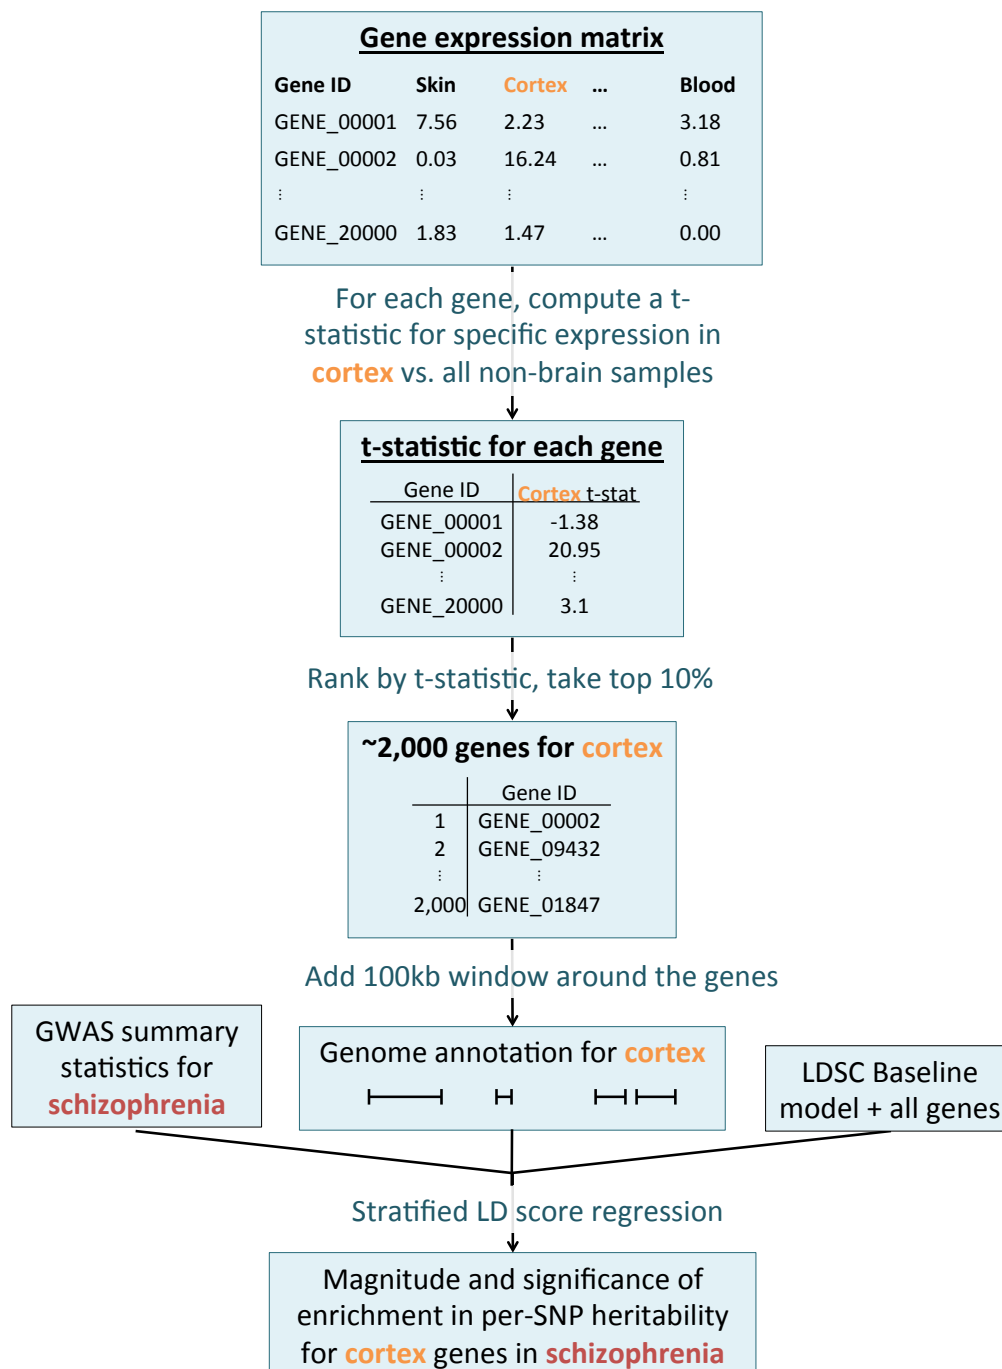 Gene expression matrix
Gene ID Skin Cortex ... Blood
GENE_00001 7.56 2.23 ... 3.18
GENE_00002 0.03 16.24 ... 0.81
⋮ ⋮ ⋮ ⋮
GENE_20000 1.83 1.47 ... 0.00
For each gene, compute a t-
statistic for specific expression in
cortex vs. all non-brain samples
t-statistic for each gene
Gene ID Cortex t-stat
GENE_00001 -1.38
GENE_00002 20.95
⋮ ⋮
GENE_20000 3.1
Rank by t-statistic, take top 10%
~2,000 genes for cortex
Gene ID
1 GENE_00002
2 GENE_09432
⋮ ⋮
2,000 GENE_01847
Add 100kb window around the genes
GWAS summary
statistics for
schizophrenia
Genome annotation for cortex
LDSC Baseline
model + all genes
Stratified LD score regression
Magnitude and significance of
enrichment in per-SNP heritability
for cortex genes in schizophrenia